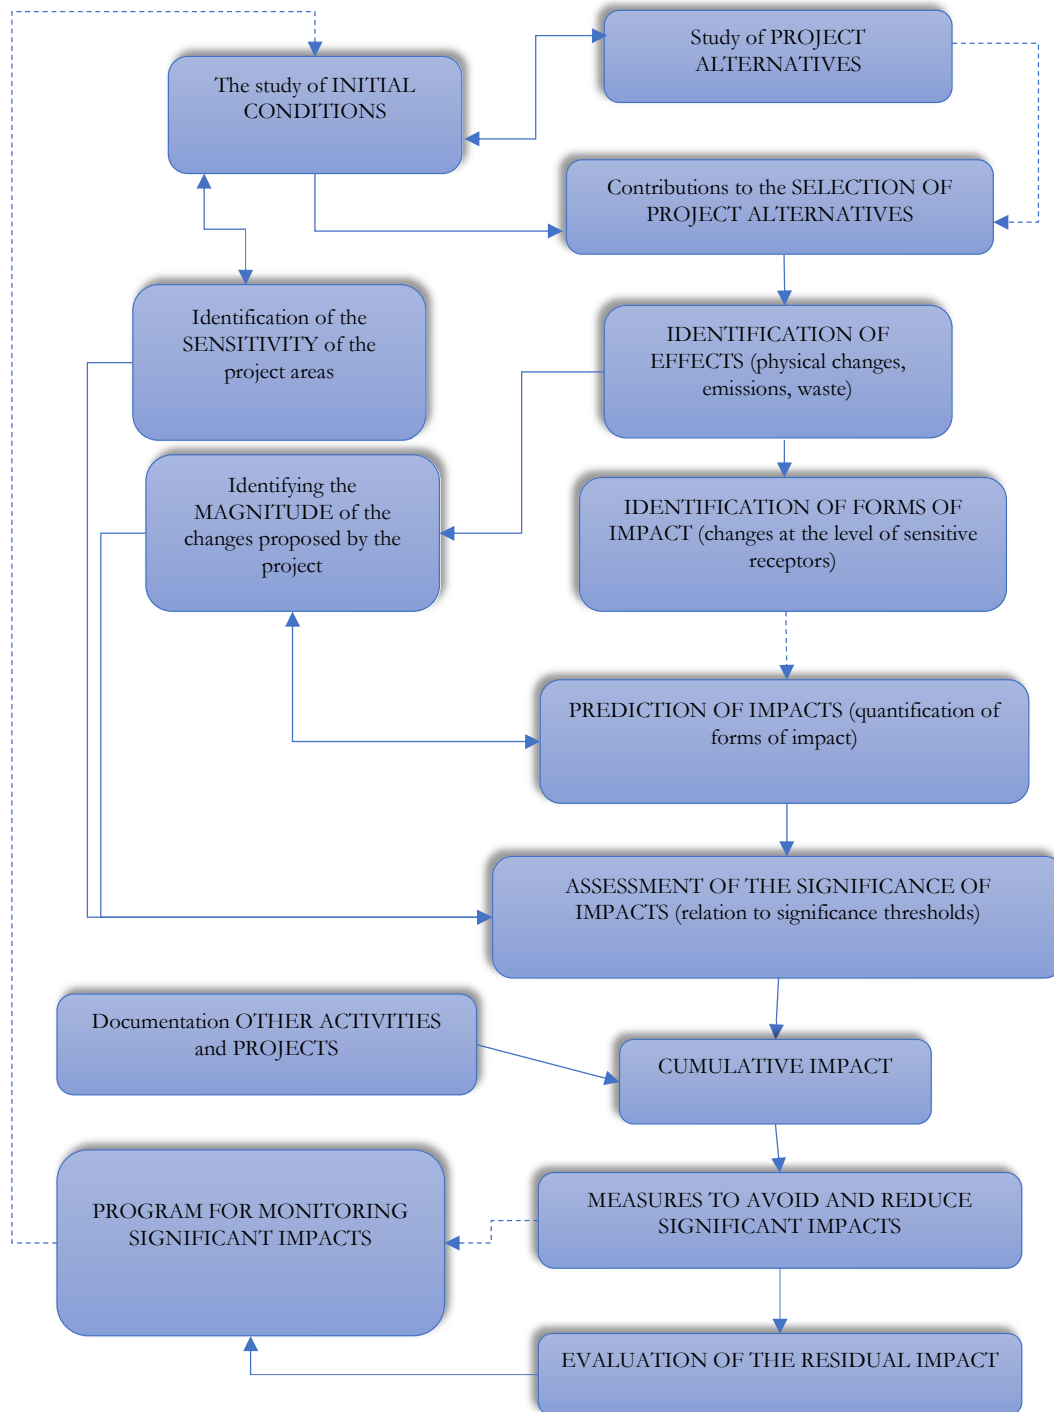 Study of PROJECT
ALTERNATIVES
The study of INITIAL
CONDITIONS
Contributions to the SELECTION OF
PROJECT ALTERNATIVES
Identification of the
SENSITIVITY of the
project areas
IDENTIFICATION OF
EFFECTS (physical changes,
emissions, waste)
Identifying the
MAGNITUDE of the
changes proposed by the
project
IDENTIFICATION OF FORMS OF
IMPACT (changes at the level of sensitive
receptors)
PREDICTION OF IMPACTS (quantification of
forms of impact)
ASSESSMENT OF THE SIGNIFICANCE OF
IMPACTS (relation to significance thresholds)
Documentation OTHER ACTIVITIES
and PROJECTS
CUMULATIVE IMPACT
MEASURES TO AVOID AND REDUCE
SIGNIFICANT IMPACTS
PROGRAM FOR MONITORING
SIGNIFICANT IMPACTS
EVALUATION OF THE RESIDUAL IMPACT